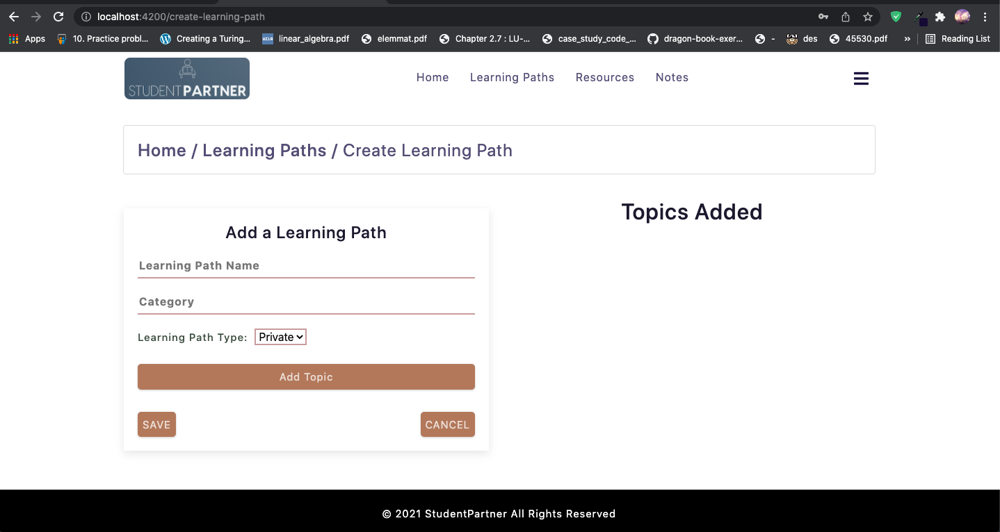 localhost:4200/create-learning-path
Apps 10. Practice probl... Creating a Turing... UCLR linear_algebra.pdf elemmat.pdf Chapter 2.7 : LU-... case_study_code_... dragon-book-exer... - des 45530.pdf » Reading List
STUDENTPARTNER Home Learning Paths Resources Notes
Home / Learning Paths / Create Learning Path
Topics Added
Add a Learning Path
Learning Path Name
Category
Learning Path Type: Private
Add Topic
SAVE CANCEL
© 2021 StudentPartner All Rights Reserved